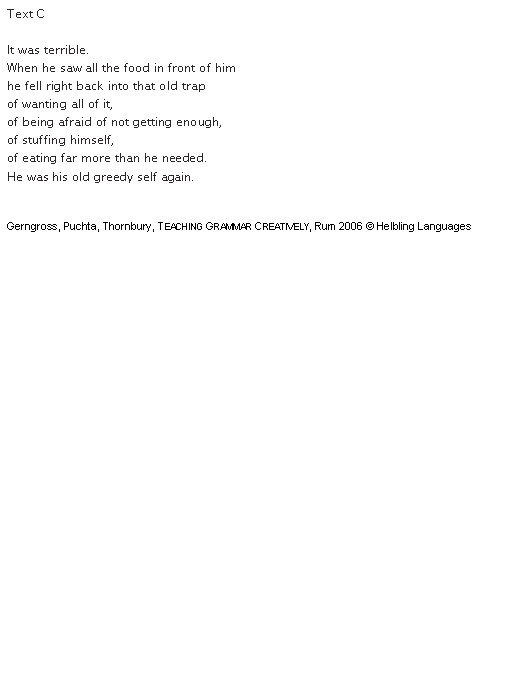 Text C
It was terrible.
When he saw all the food in front of him
he fell right back into that old trap
of wanting all of it,
of being afraid of not getting enough,
of stuffing himself,
of eating far more than he needed.
He was his old greedy self again.
Gerngross, Puchta, Thornbury, TEACHING GRAMMAR CREATIVELY, Rum 2006 © Helbling Languages